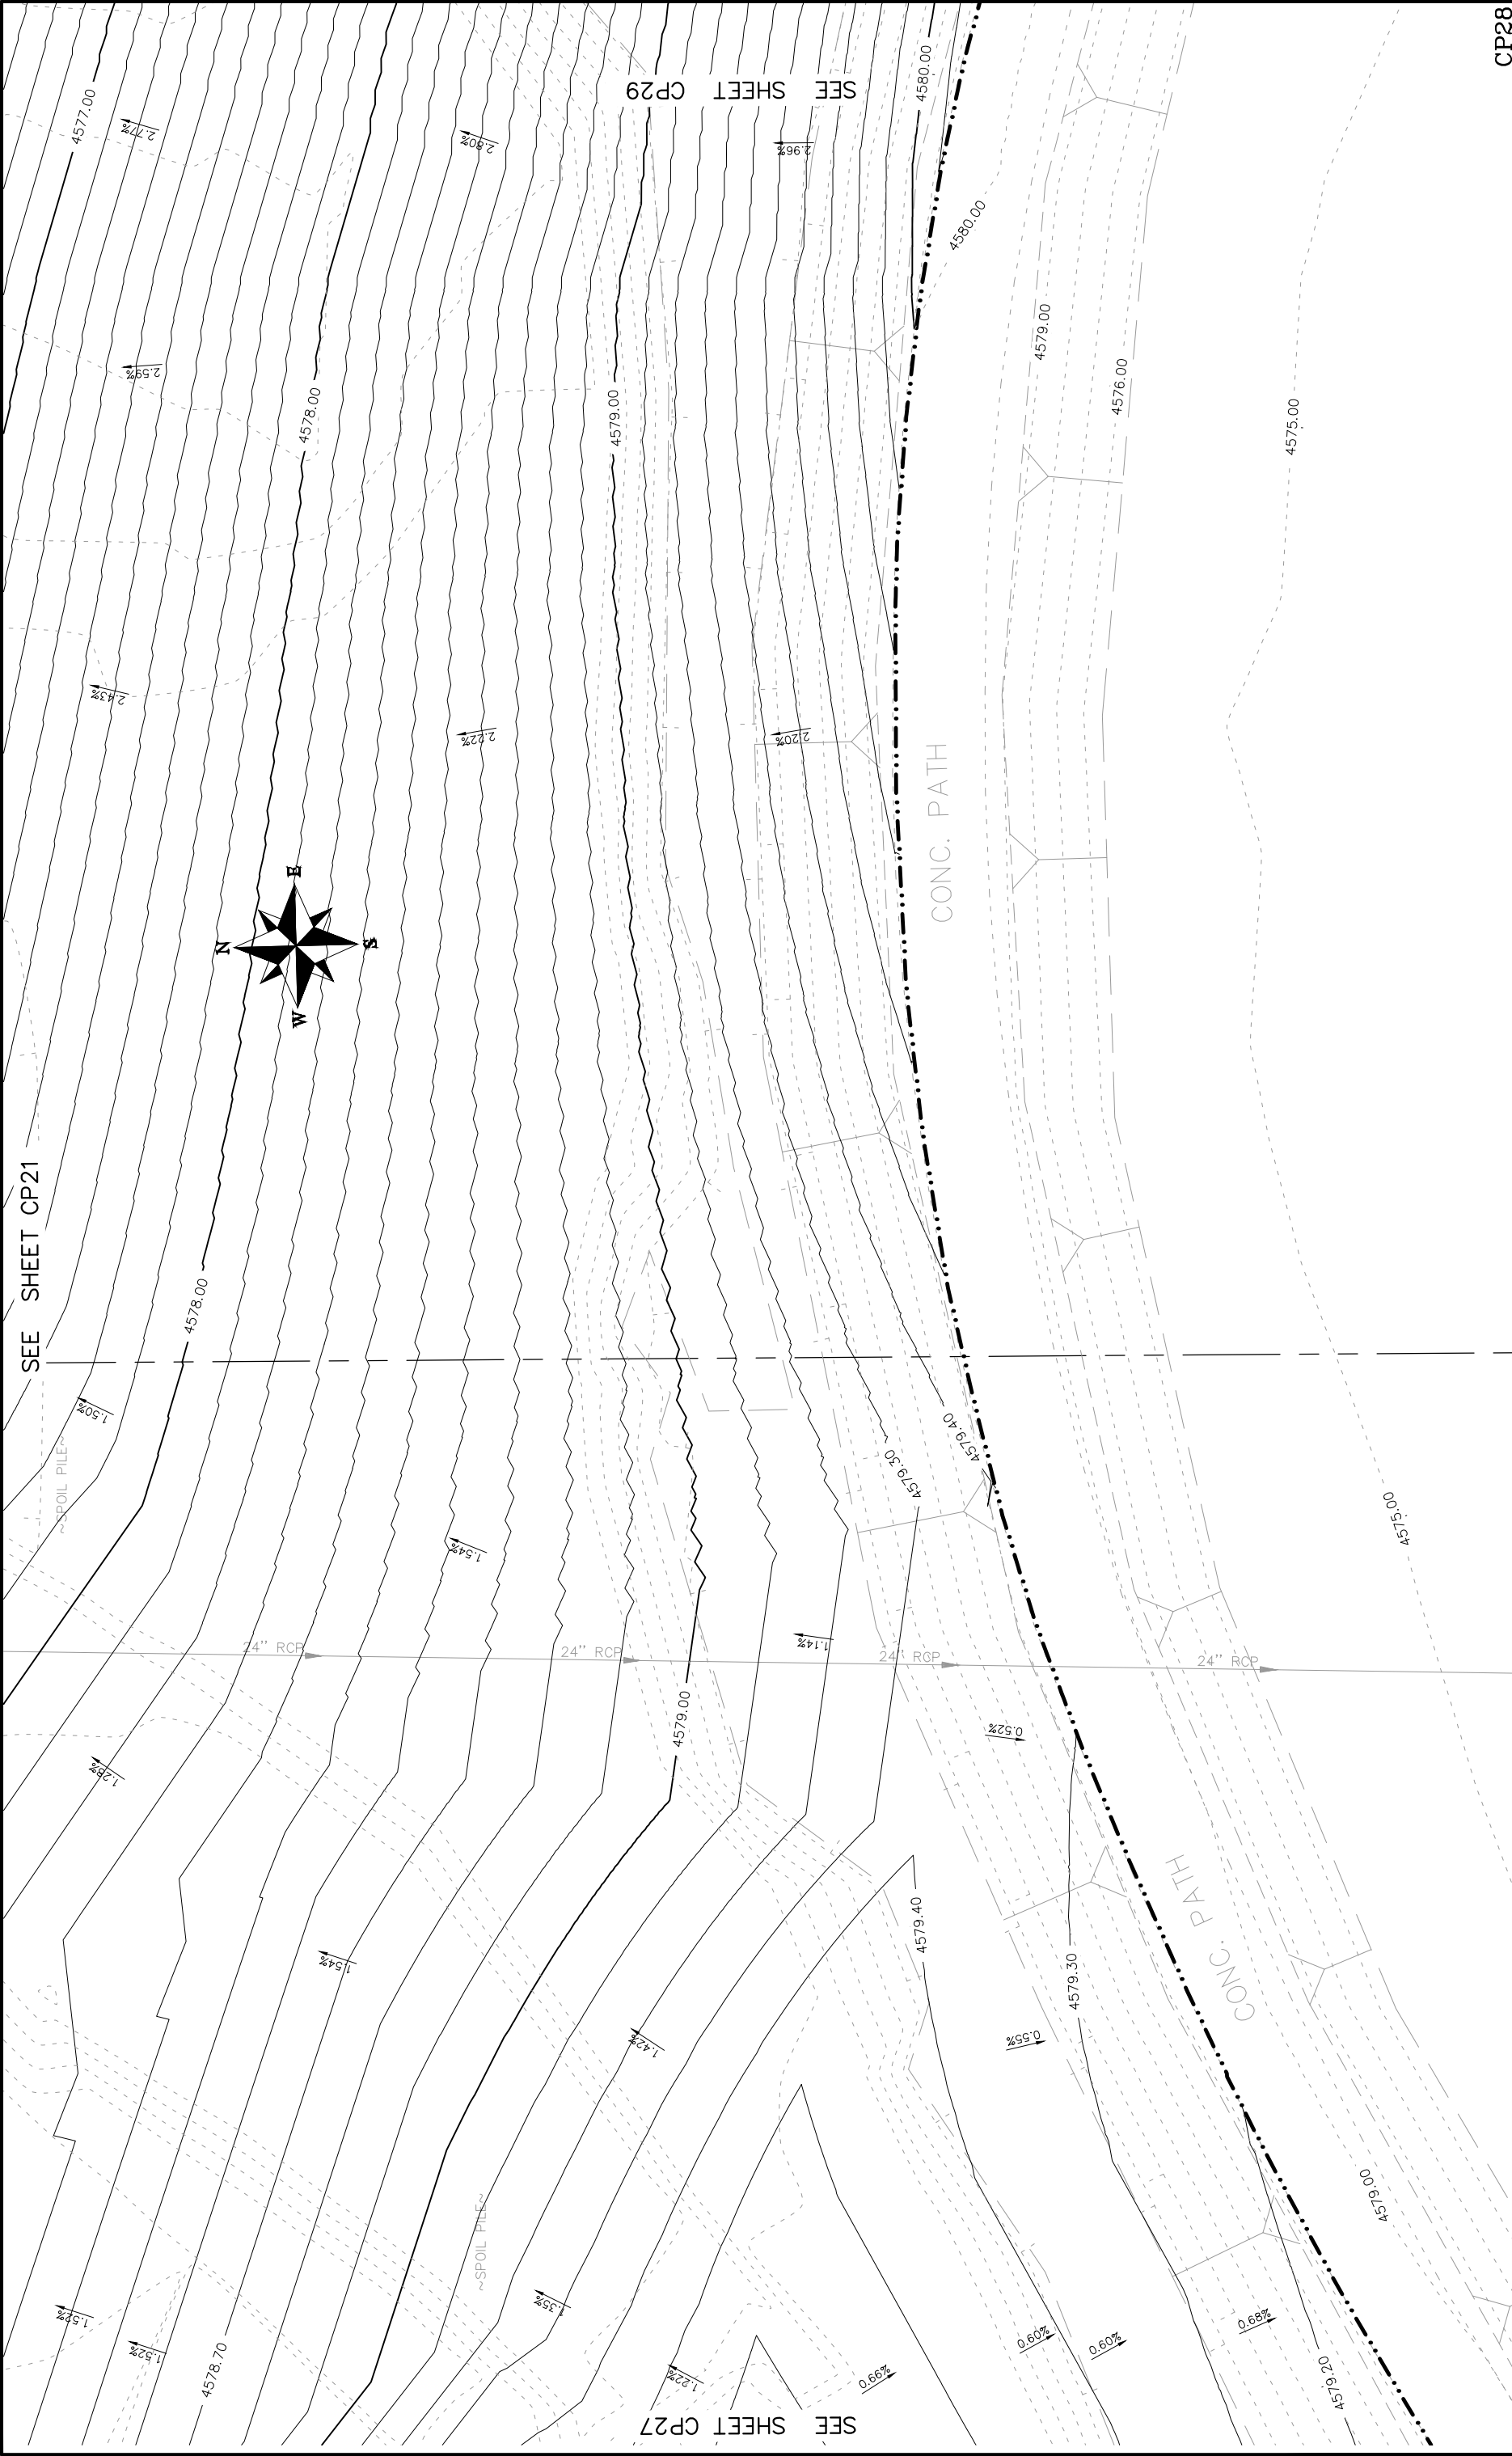 CP28
SEE SHEET CP29
4577.00
2.77%
2.80%
2.96%
4580.00
4580.00
2.59%
4578.00
4579.00
4579.00
4576.00
4575.00
2.43%
2.22%
2.20%
CONC. PATH
N
E
S
W
SEE SHEET CP21
4578.00
1.50%
~SPOIL PILE~
4579.30
4579.40
1.54%
4575.00
24" RCP
24" RCP
24" RCP
24" RCP
1.14%
4579.00
0.52%
1.28%
CONC. PATH
4579.40
1.54%
4579.30
1.42%
0.55%
4579.00
~SPOIL PILE~
1.52%
1.52%
1.35%
4578.70
0.60%
0.60%
0.68%
1.22%
0.66%
4579.20
SEE SHEET CP27